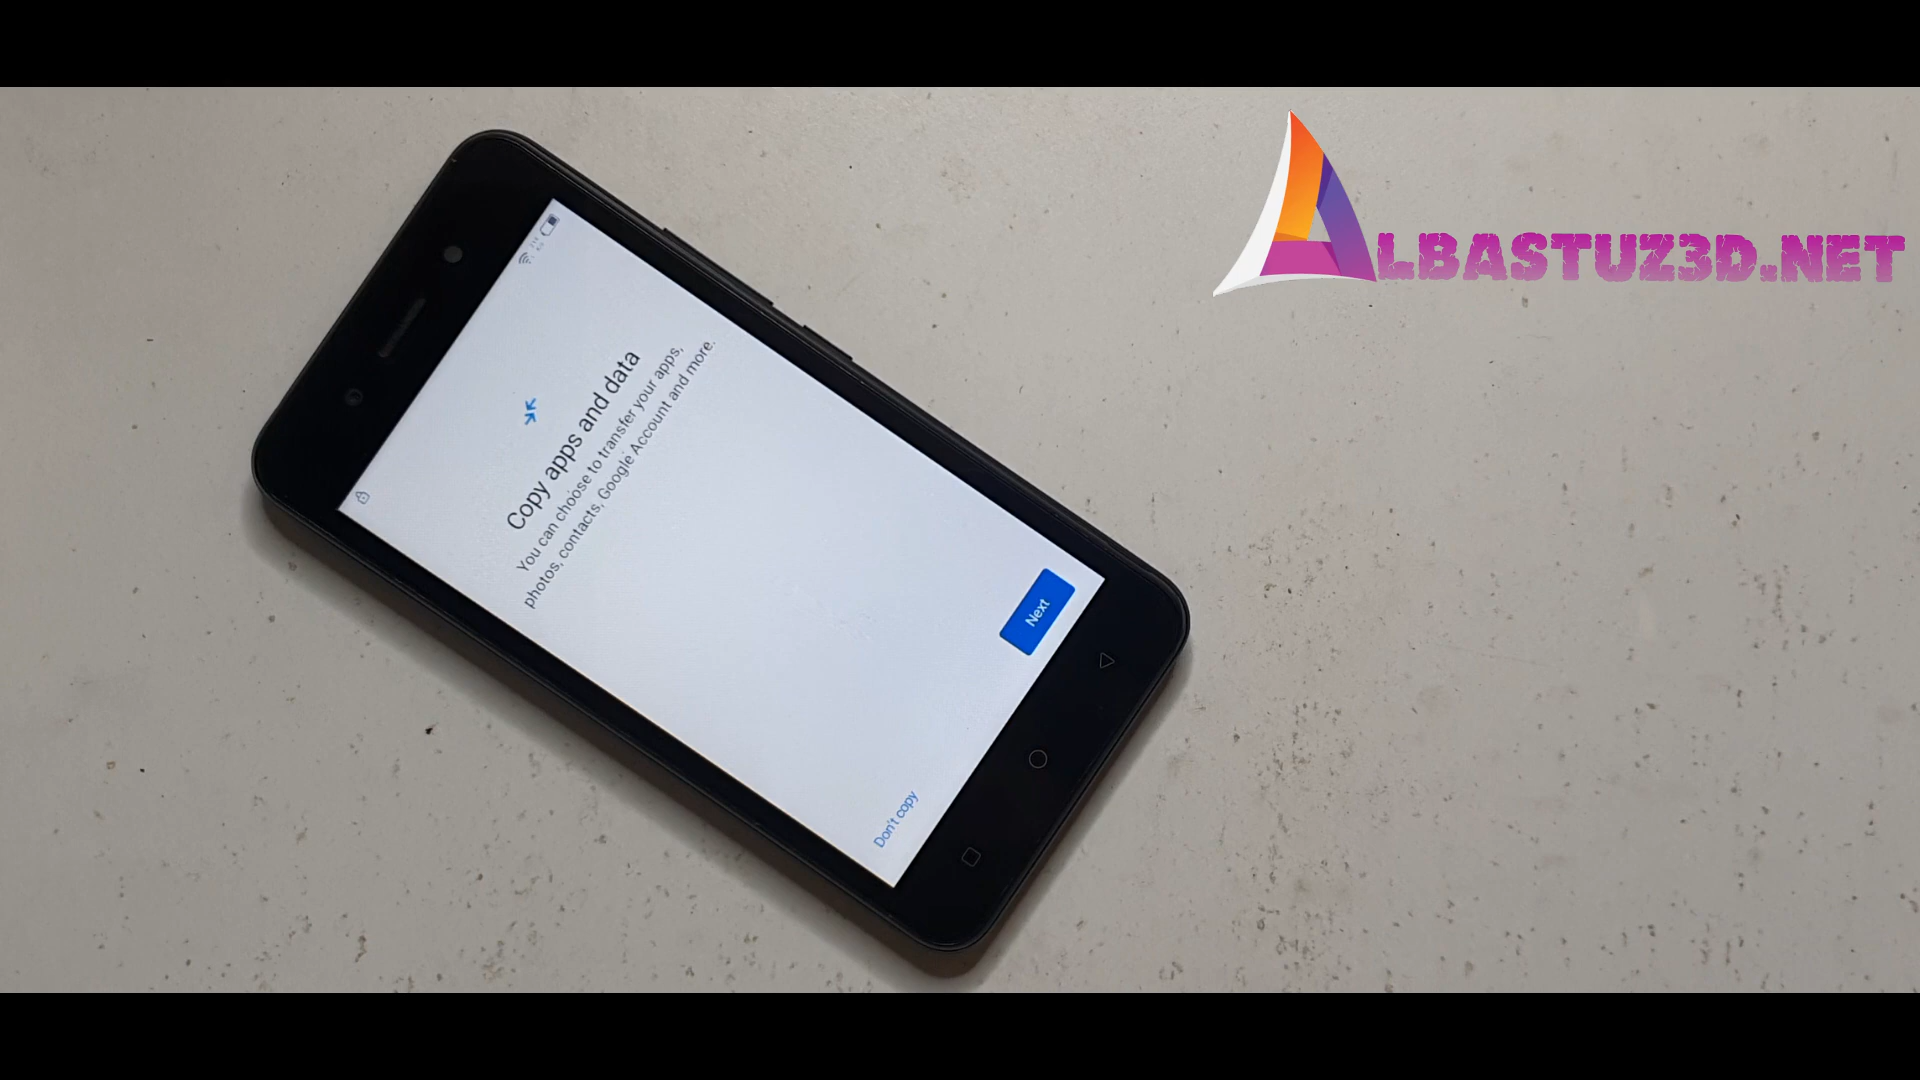 ALBASTUZ3D.NET
Copy apps and data
You can choose to transfer your apps,
photos, contacts, Google Account and more.
Next
Don't copy